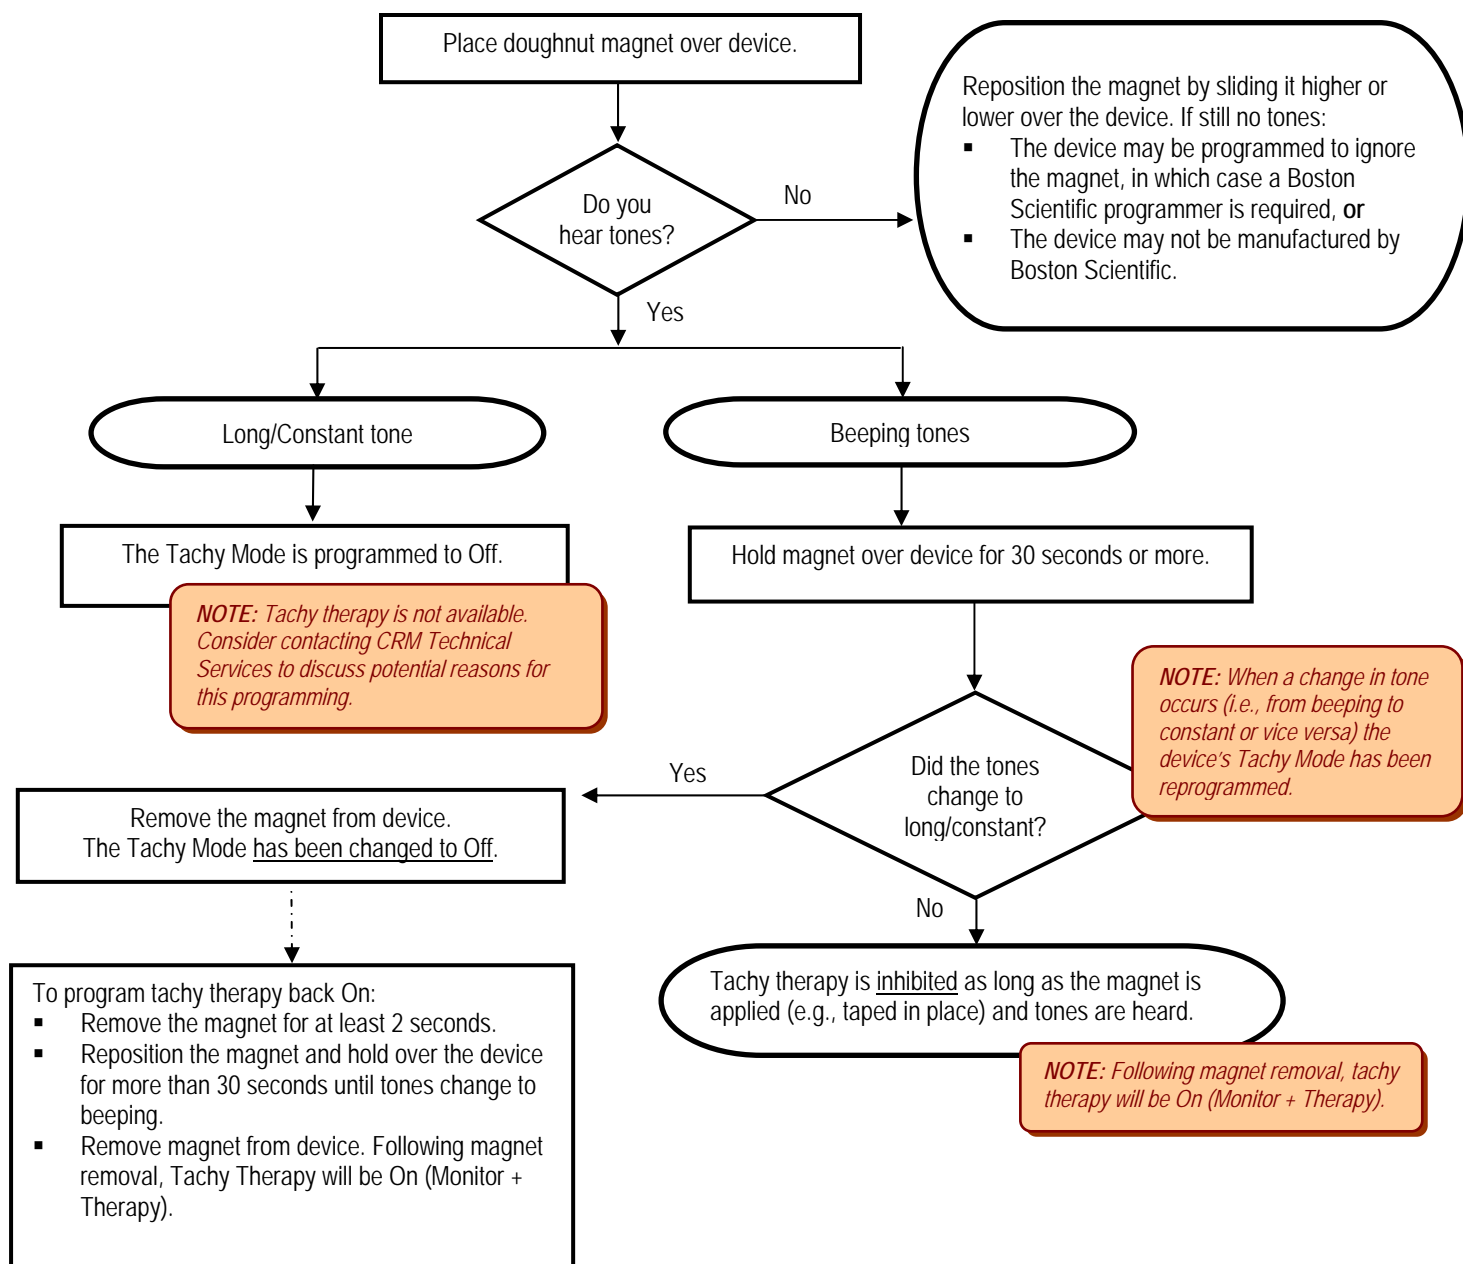 Place doughnut magnet over device.
Reposition the magnet by sliding it higher or
lower over the device. If still no tones:
▪ The device may be programmed to ignore
the magnet, in which case a Boston
Scientific programmer is required, or
▪ The device may not be manufactured by
Boston Scientific.
Do you
hear tones?
No
Yes
Long/Constant tone
Beeping tones
The Tachy Mode is programmed to Off.
NOTE: Tachy therapy is not available.
Consider contacting CRM Technical
Services to discuss potential reasons for
this programming.
Hold magnet over device for 30 seconds or more.
NOTE: When a change in tone
occurs (i.e., from beeping to
constant or vice versa) the
device's Tachy Mode has been
reprogrammed.
Did the tones
change to
long/constant?
Yes
Remove the magnet from device.
The Tachy Mode has been changed to Off.
No
Tachy therapy is inhibited as long as the magnet is
applied (e.g., taped in place) and tones are heard.
NOTE: Following magnet removal, tachy
therapy will be On (Monitor + Therapy).
To program tachy therapy back On:
▪ Remove the magnet for at least 2 seconds.
▪ Reposition the magnet and hold over the device
for more than 30 seconds until tones change to
beeping.
▪ Remove magnet from device. Following magnet
removal, Tachy Therapy will be On (Monitor +
Therapy).